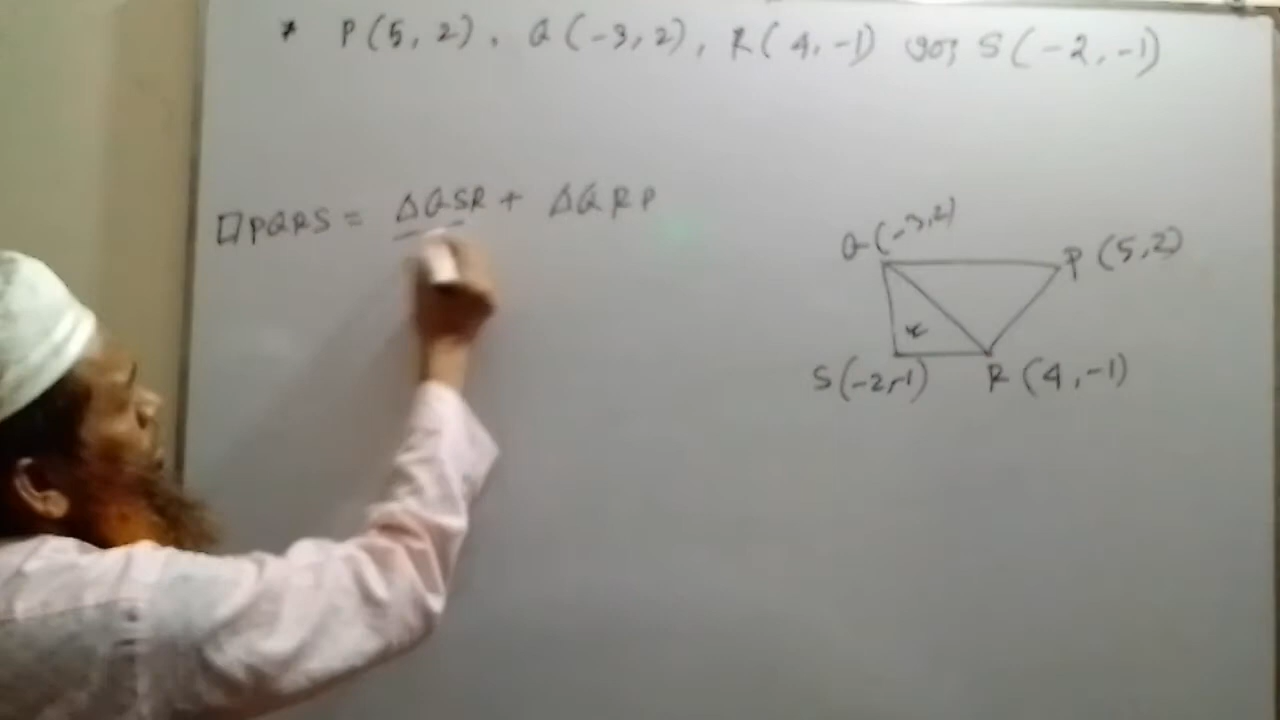 * P(5, 2), Q(-3, 2), R(4, -1) এবং S(-2, -1)
□PQRS = ΔQSR + ΔQRP
Q(-3,2)
P(5,2)
S(-2,-1)
R(4,-1)